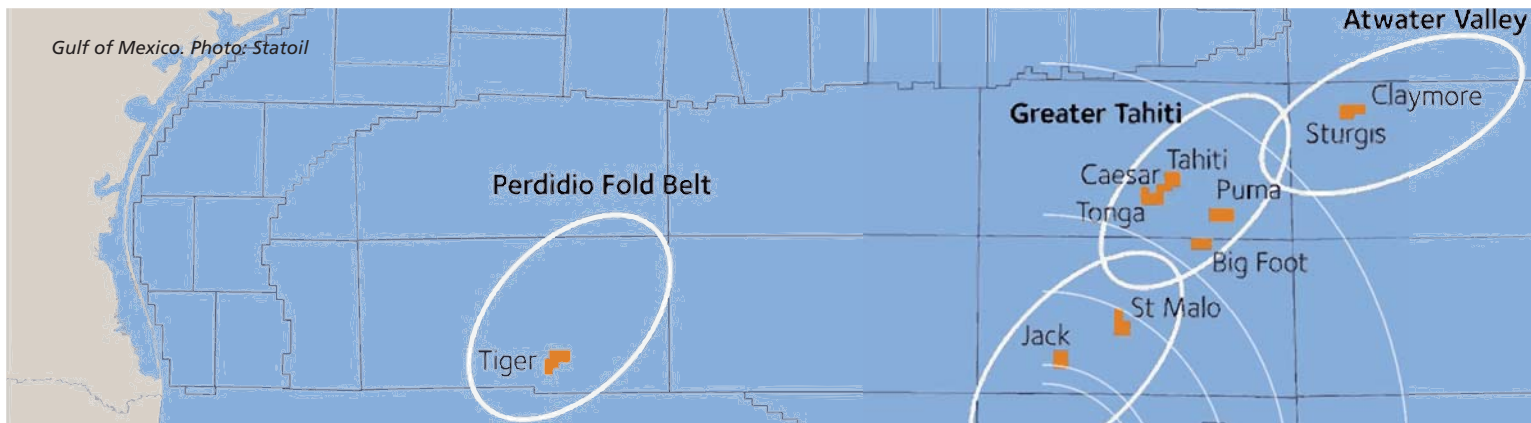 Atwater Valley
Gulf of Mexico. Photo: Statoil
Claymore
Greater Tahiti
Sturgis
Tahiti
Caesar
Perdidio Fold Belt
Puma
Tonga
Big Foot
St Malo
Jack
Tiger